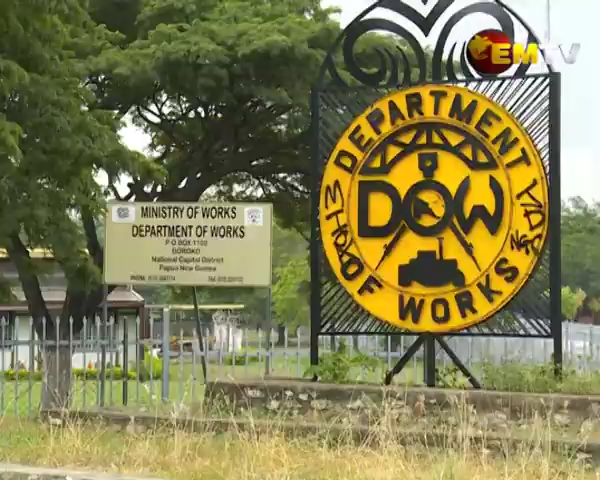 EMTV
MINISTRY OF WORKS
DEPARTMENT OF WORKS
P O BOX 1108
BOROKO
National Capital District
Papua New Guinea
DEPARTMENT
DOW
OF WORKS